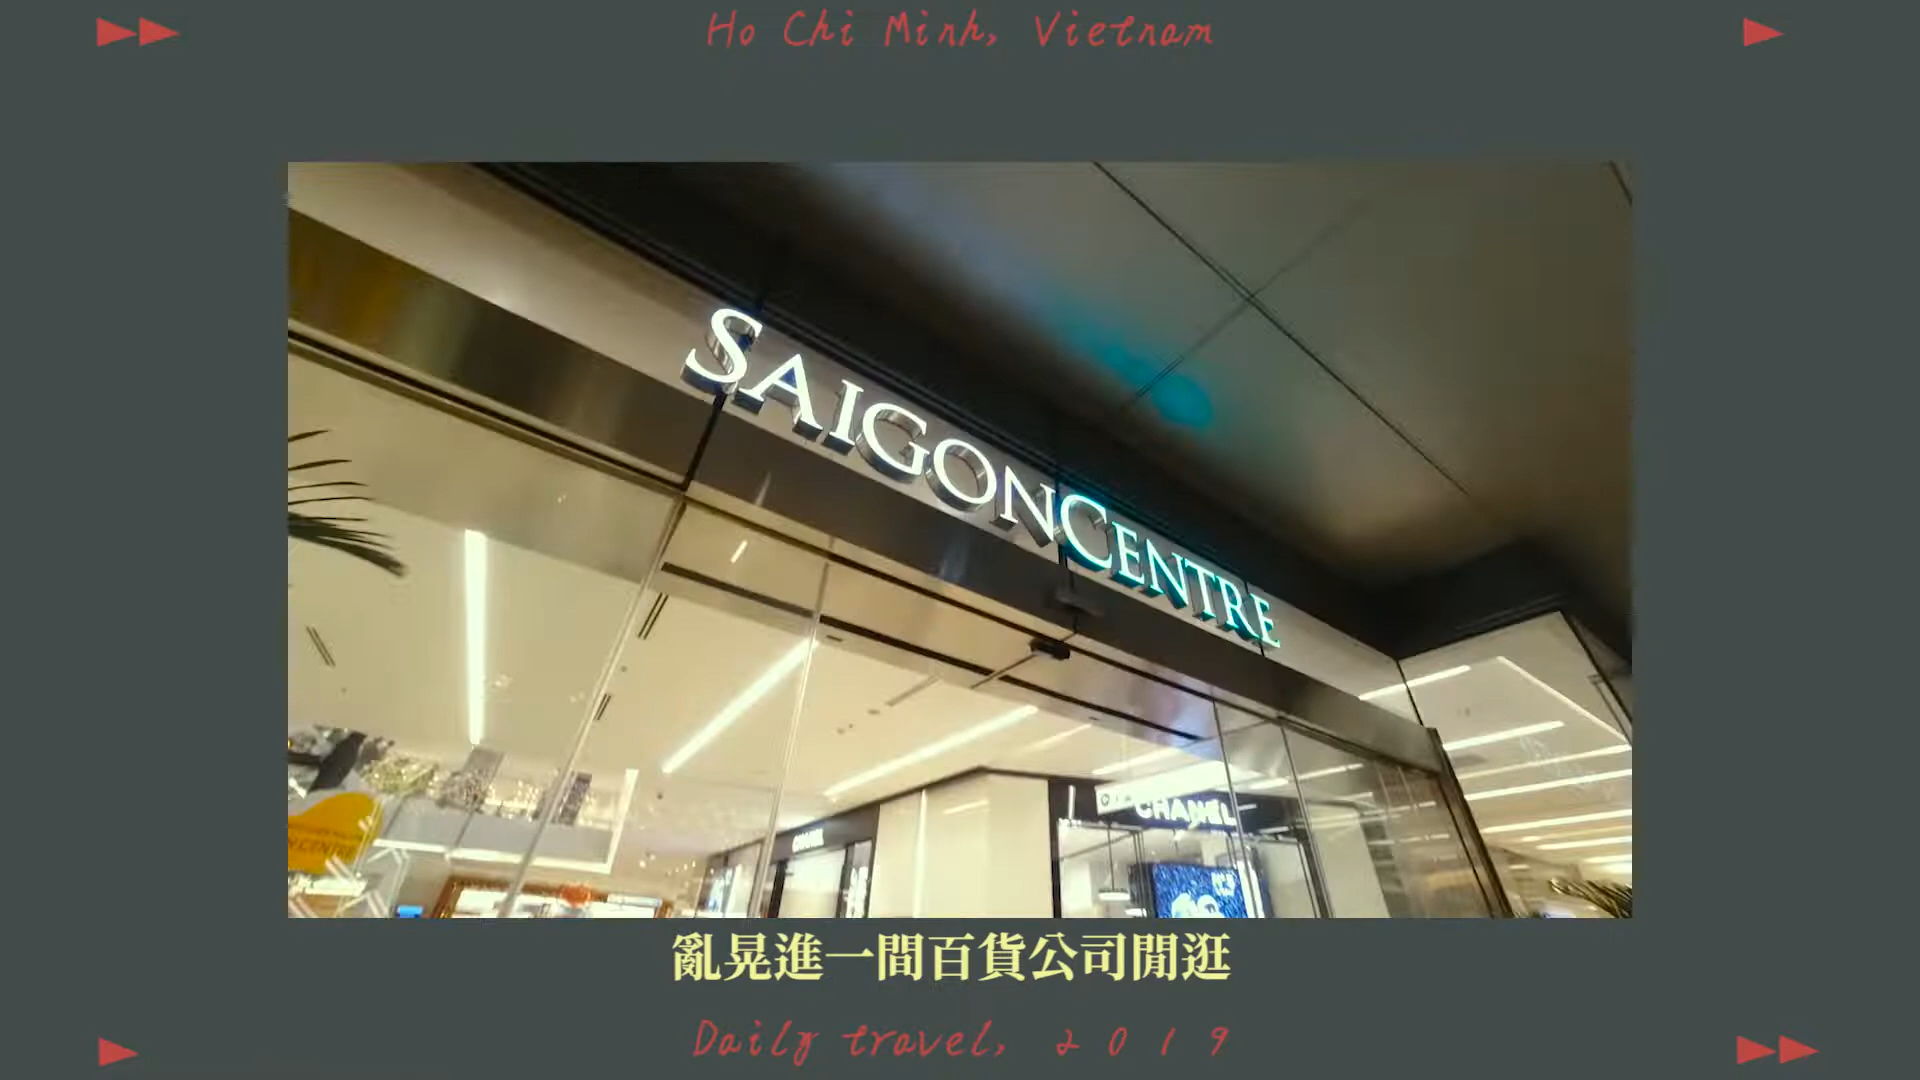 Ho Chi Minh, Vietnam
SAIGONCENTRE
CHANEL
CHANEL
亂晃進一間百貨公司閒逛
Daily travel, 2019